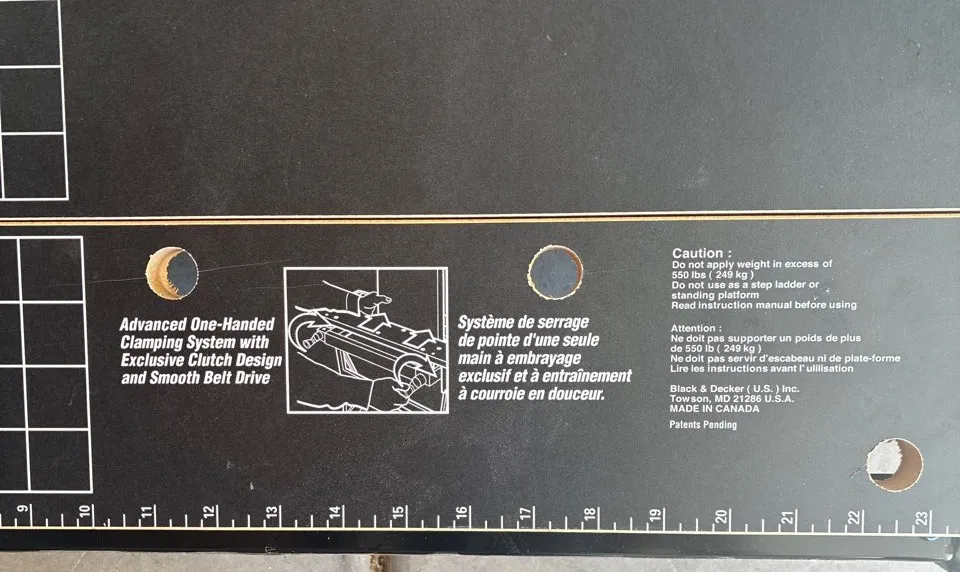 Advanced One-Handed
Clamping System with
Exclusive Clutch Design
and Smooth Belt Drive
Système de serrage
de pointe d'une seule
main à embrayage
exclusif et à entraînement
à courroie en douceur.
Caution :
Do not apply weight in excess of
550 lbs ( 249 kg )
Do not use as a step ladder or
standing platform
Read instruction manual before using
Attention :
Ne doit pas supporter un poids de plus
de 550 lb ( 249 kg )
Ne doit pas servir d'escabeau ni de plate-forme
Lire les instructions avant l' ulilisation
Black & Decker ( U.S. ) Inc.
Towson, MD 21286 U.S.A.
MADE IN CANADA
Patents Pending
9 10 11 12 13 14 15 16 17 18 19 20 21 22 23